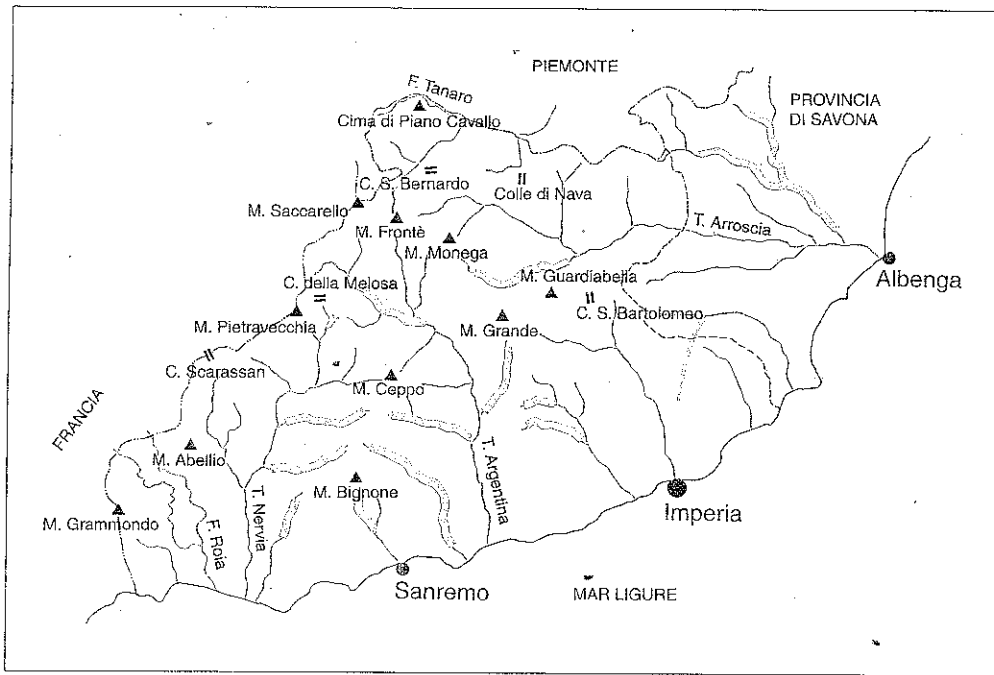 PIEMONTE
F. Tanaro
PROVINCIA
DI SAVONA
Cima di Piano Cavallo
C. S. Bernardo
Colle di Nava
M. Saccarello
M. Frontè
M. Monega
T. Arroscia
Albenga
C. della Melosa
M. Guardiabella
C. S. Bartolomeo
M. Pietravecchia
M. Grande
C. Scarassan
M. Ceppo
FRANCIA
M. Abellio
M. Bignone
T. Argentina
T. Nervia
F. Roia
M. Grammondo
Imperia
Sanremo
MAR LIGURE